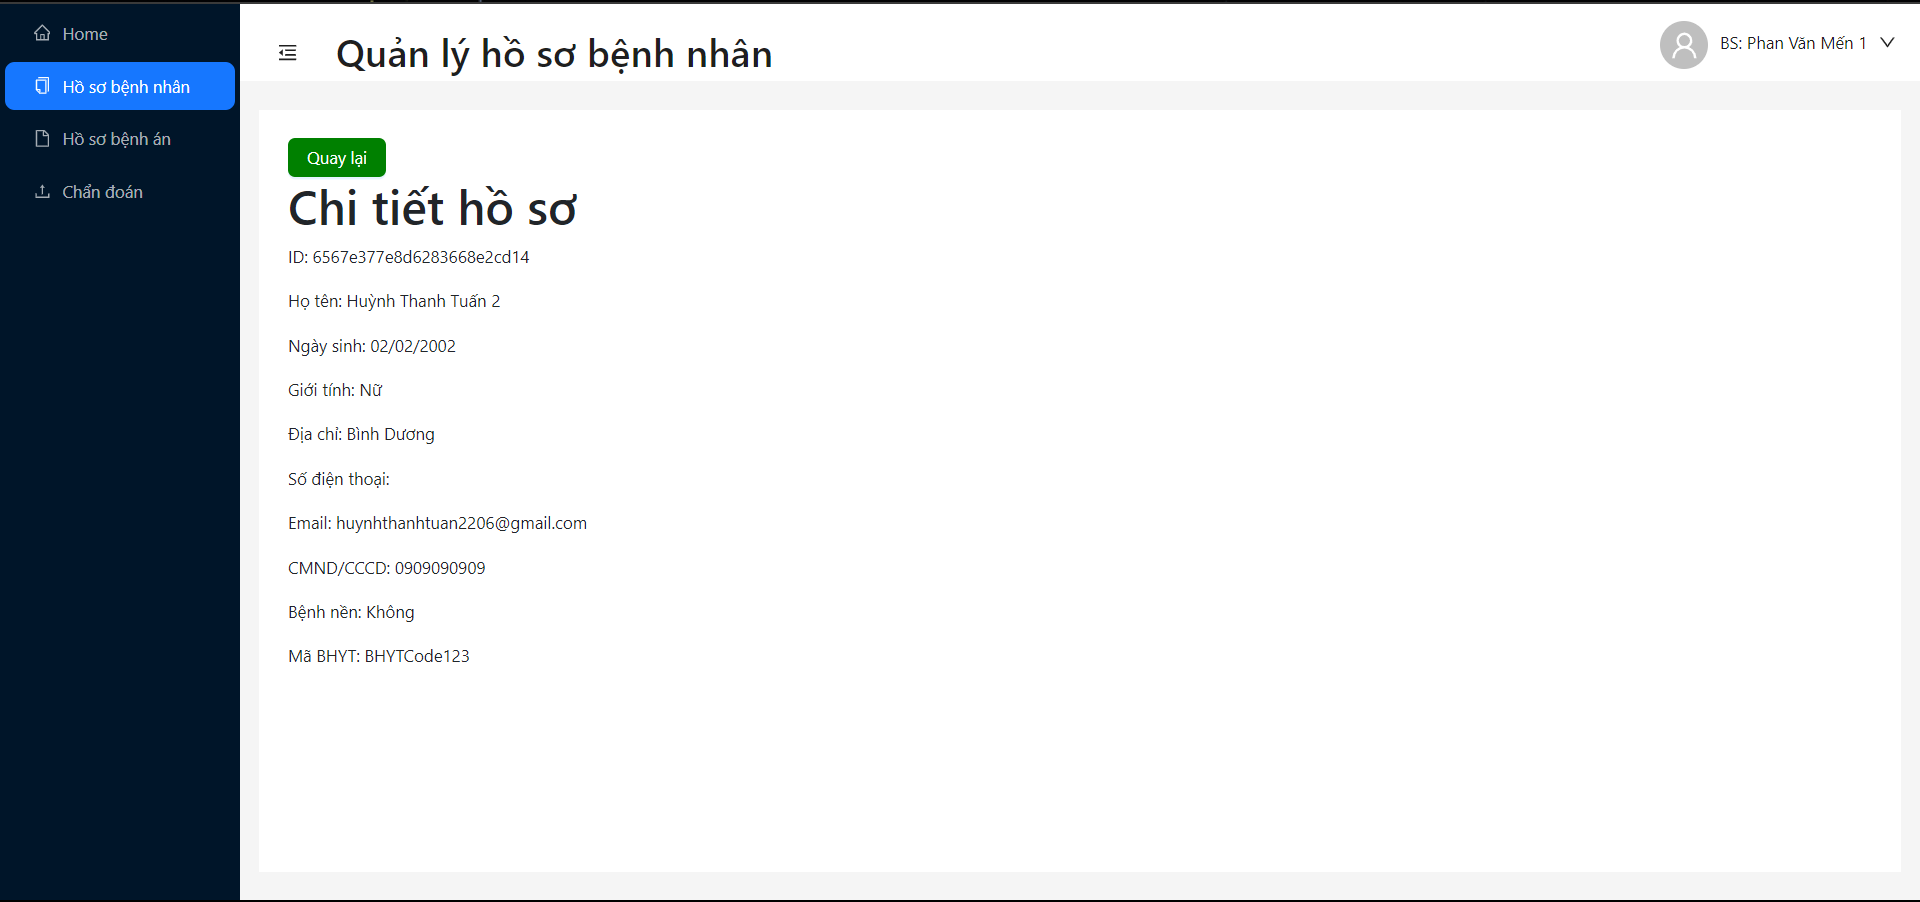 Home
Hồ sơ bệnh nhân
Hồ sơ bệnh án
Chẩn đoán
Quản lý hồ sơ bệnh nhân
BS: Phan Văn Mến 1
Quay lại
Chi tiết hồ sơ
ID: 6567e377e8d6283668e2cd14
Họ tên: Huỳnh Thanh Tuấn 2
Ngày sinh: 02/02/2002
Giới tính: Nữ
Địa chỉ: Bình Dương
Số điện thoại:
Email: huynhthanhtuan2206@gmail.com
CMND/CCCD: 0909090909
Bệnh nền: Không
Mã BHYT: BHYTCode123